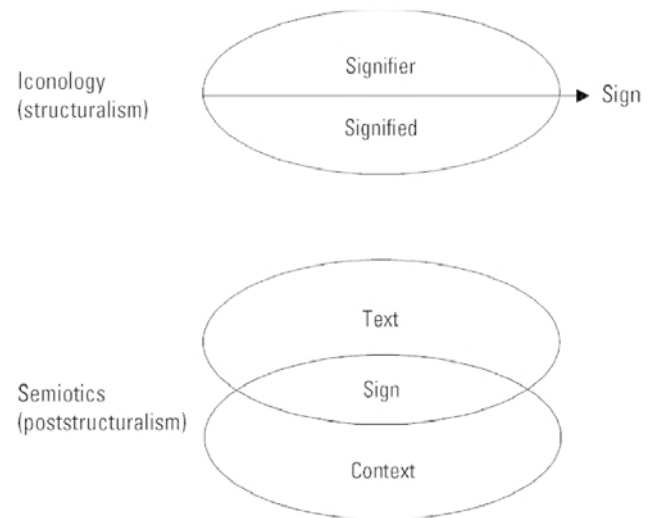 Iconology
(structuralism)
Signifier
Signified
Sign
Semiotics
(poststructuralism)
Text
Sign
Context